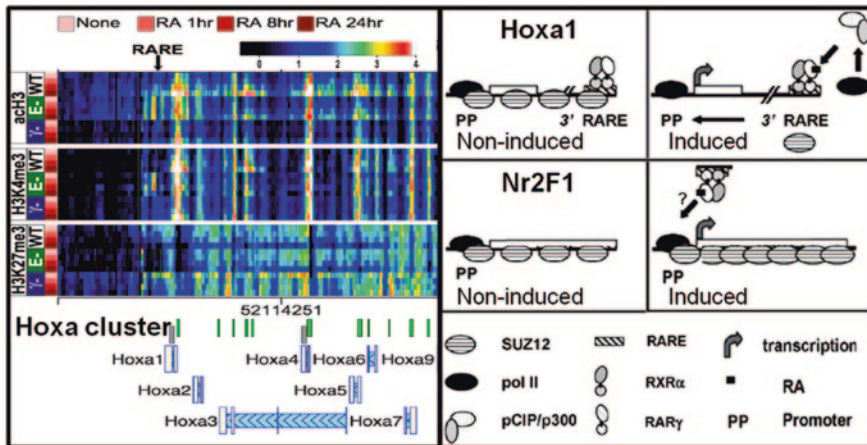 None RA 1hr RA 8hr RA 24hr
RARE
0 1 2 3 4
acH3
WT
E-
γ-
H3K4me3
WT
E-
γ-
H3K27me3
WT
E-
γ-
52114251
Hoxa cluster
Hoxa1 Hoxa4 Hoxa6 Hoxa9
Hoxa2 Hoxa5
Hoxa3 Hoxa7
Hoxa1
PP 3' RARE
Non-induced
PP 3' RARE
Induced
Nr2F1
PP
Non-induced
?
PP
Induced
SUZ12 RARE transcription
pol II RXRα RA
pCIP/p300 RARγ PP Promoter